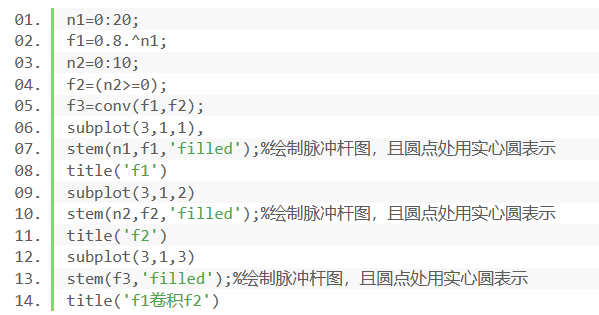 01. n1=0:20;
02. f1=0.8.^n1;
03. n2=0:10;
04. f2=(n2>=0);
05. f3=conv(f1,f2);
06. subplot(3,1,1),
07. stem(n1,f1,'filled');%绘制脉冲杆图，且圆点处用实心圆表示
08. title('f1')
09. subplot(3,1,2)
10. stem(n2,f2,'filled');%绘制脉冲杆图，且圆点处用实心圆表示
11. title('f2')
12. subplot(3,1,3)
13. stem(f3,'filled');%绘制脉冲杆图，且圆点处用实心圆表示
14. title('f1卷积f2')